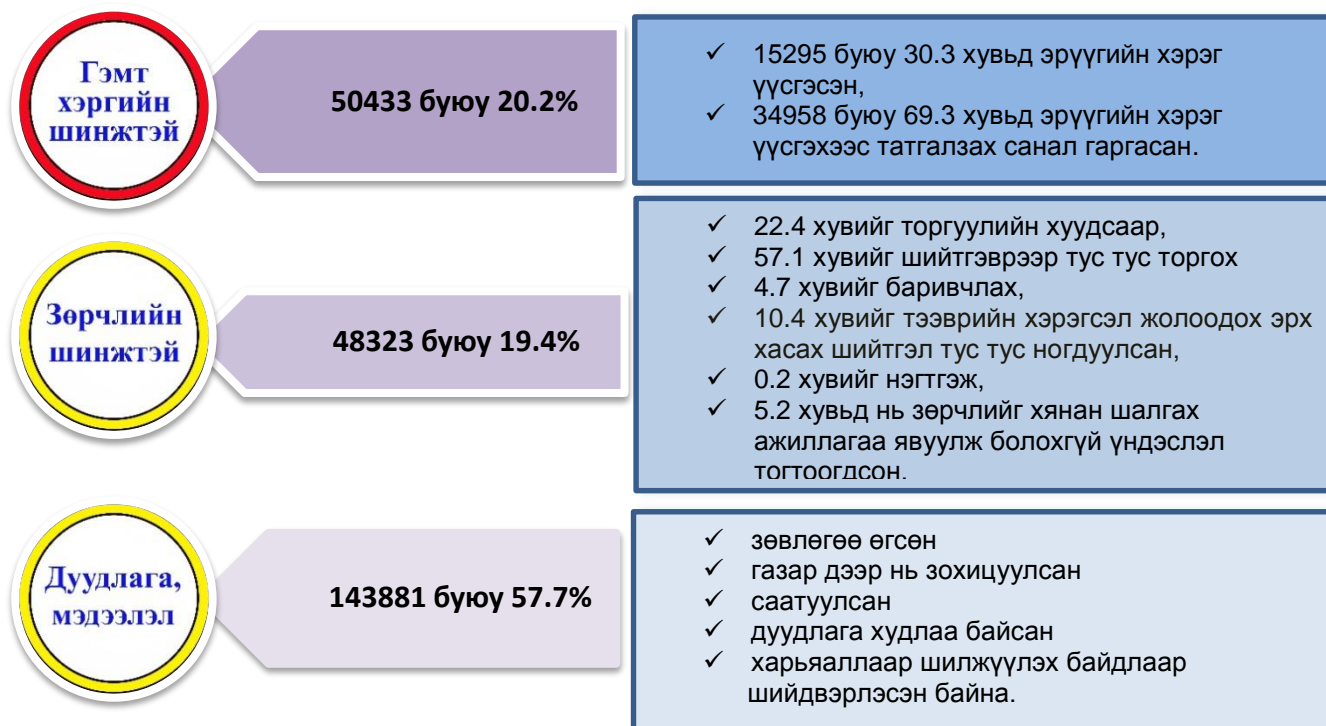 Гэмт
хэргийн
шинжтэй
50433 буюу 20.2%
✓ 15295 буюу 30.3 хувьд эрүүгийн хэрэг
үүсгэсэн,
✓ 34958 буюу 69.3 хувьд эрүүгийн хэрэг
үүсгэхээс татгалзах санал гаргасан.
Зөрчлийн
шинжтэй
48323 буюу 19.4%
✓ 22.4 хувийг торгуулийн хуудсаар,
✓ 57.1 хувийг шийтгэврээр тус тус торгох
✓ 4.7 хувийг баривчлах,
✓ 10.4 хувийг тээврийн хэрэгсэл жолоодох эрх
хасах шийтгэл тус тус ногдуулсан,
✓ 0.2 хувийг нэгтгэж,
✓ 5.2 хувьд нь зөрчлийг хянан шалгах
ажиллагаа явуулж болохгүй үндэслэл
тогтоогдсон.
Дуудлага,
мэдээлэл
143881 буюу 57.7%
✓ зөвлөгөө өгсөн
✓ газар дээр нь зохицуулсан
✓ саатуулсан
✓ дуудлага худлаа байсан
✓ харьяаллаар шилжүүлэх байдлаар
шийдвэрлэсэн байна.